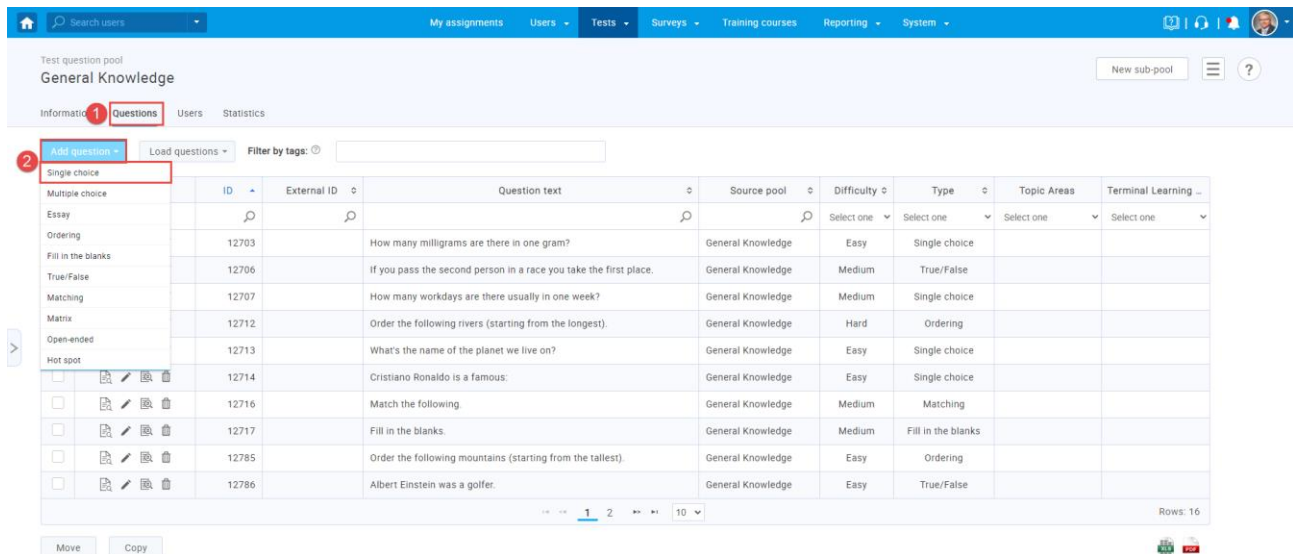 Search users My assignments Users Tests Surveys Training courses Reporting System
Test question pool
General Knowledge
New sub-pool ?
Information 1 Questions Users Statistics
2 Add question Load questions Filter by tags: ?
Single choice
Multiple choice
Essay
Ordering
Fill in the blanks
True/False
Matching
Matrix
Open-ended
Hot spot
ID External ID Question text Source pool Difficulty Type Topic Areas Terminal Learning ...
Select one Select one Select one Select one
12703 How many milligrams are there in one gram? General Knowledge Easy Single choice
12706 If you pass the second person in a race you take the first place. General Knowledge Medium True/False
12707 How many workdays are there usually in one week? General Knowledge Medium Single choice
12712 Order the following rivers (starting from the longest). General Knowledge Hard Ordering
12713 What's the name of the planet we live on? General Knowledge Easy Single choice
12714 Cristiano Ronaldo is a famous: General Knowledge Easy Single choice
12716 Match the following. General Knowledge Medium Matching
12717 Fill in the blanks. General Knowledge Medium Fill in the blanks
12785 Order the following mountains (starting from the tallest). General Knowledge Easy Ordering
12786 Albert Einstein was a golfer. General Knowledge Easy True/False
1 2 10 Rows: 16
Move Copy XLS PDF